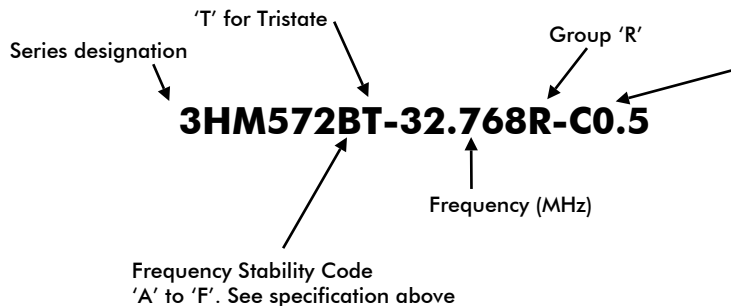 'T' for Tristate
Group 'R'
Series designation
3HM572BT-32.768R-C0.5
Frequency (MHz)
Frequency Stability Code
'A' to 'F'. See specification above